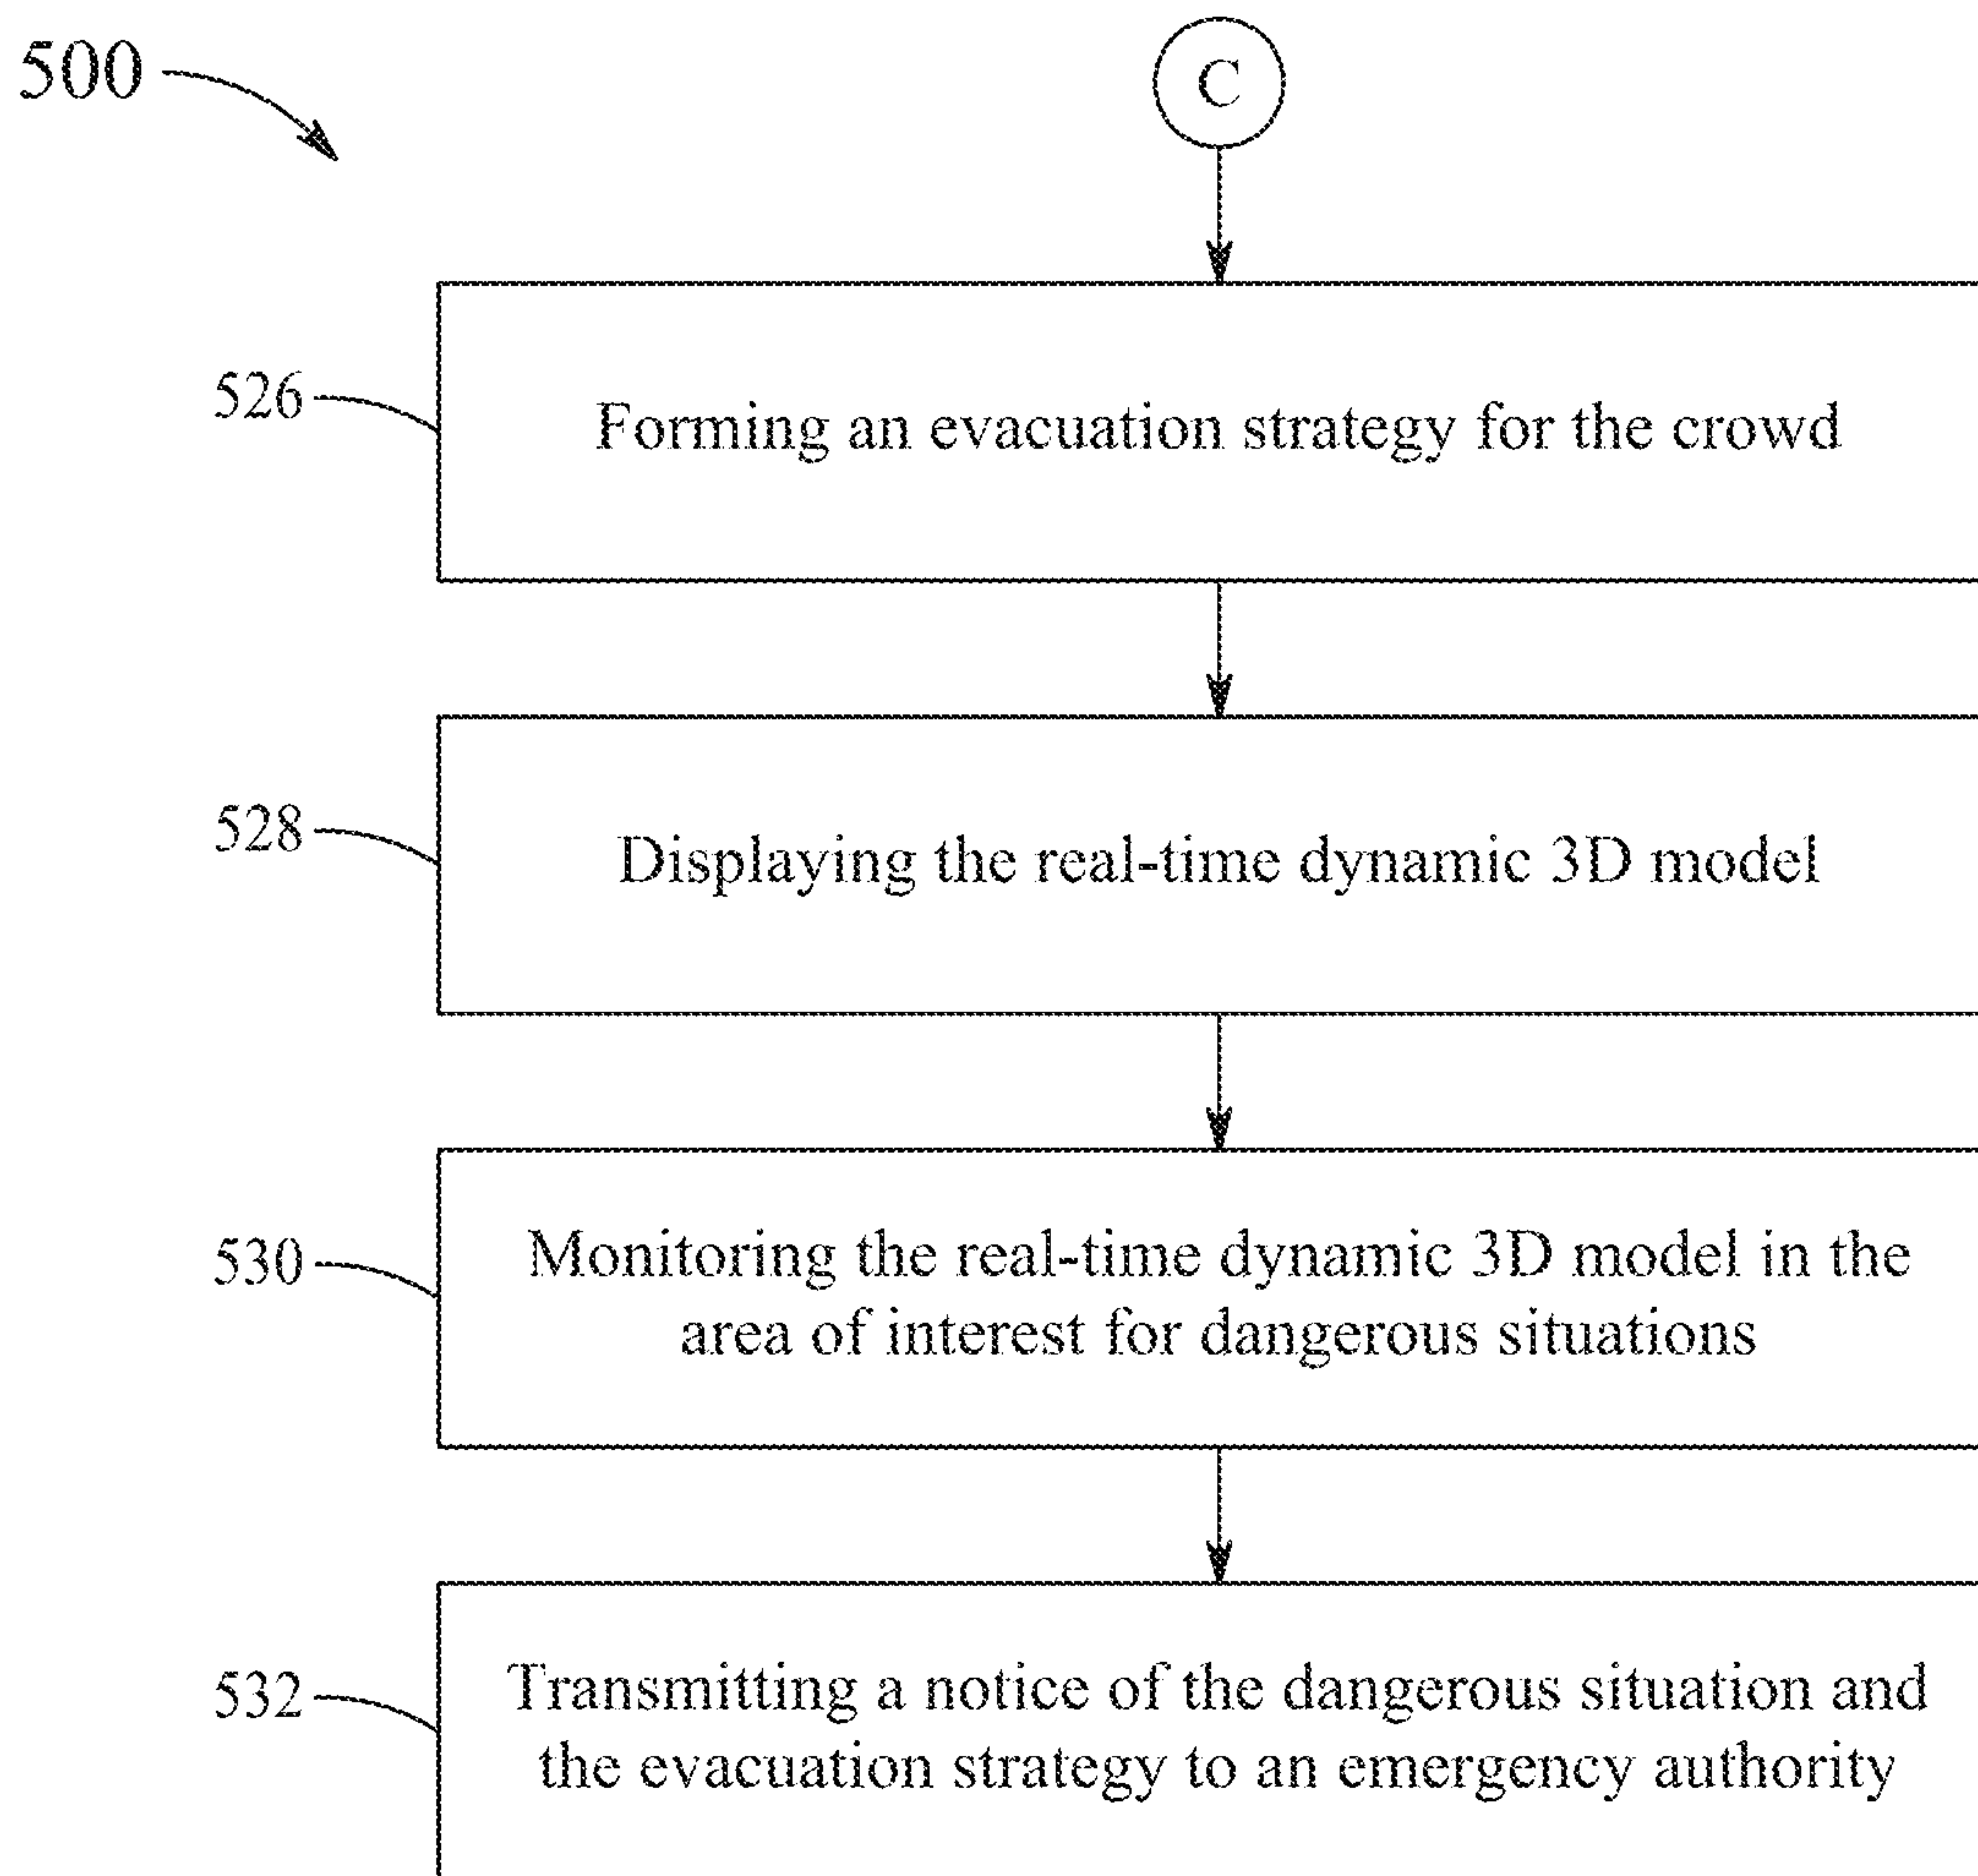 500
C
526
Forming an evacuation strategy for the crowd
528
Displaying the real-time dynamic 3D model
530
Monitoring the real-time dynamic 3D model in the
area of interest for dangerous situations
532
Transmitting a notice of the dangerous situation and
the evacuation strategy to an emergency authority